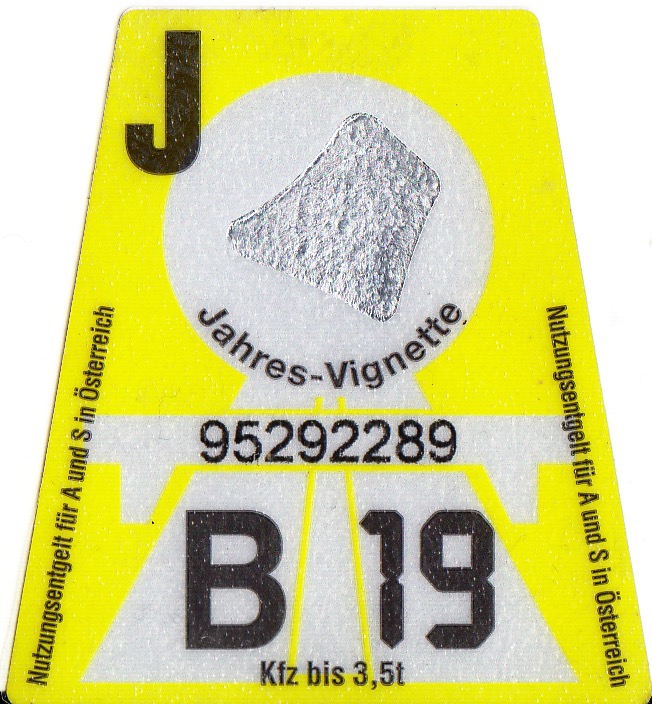 J
Jahres-Vignette
95292289
B 19
Kfz bis 3,5t
Nutzungsentgelt für A und S in Österreich
Nutzungsentgelt für A und S in Österreich